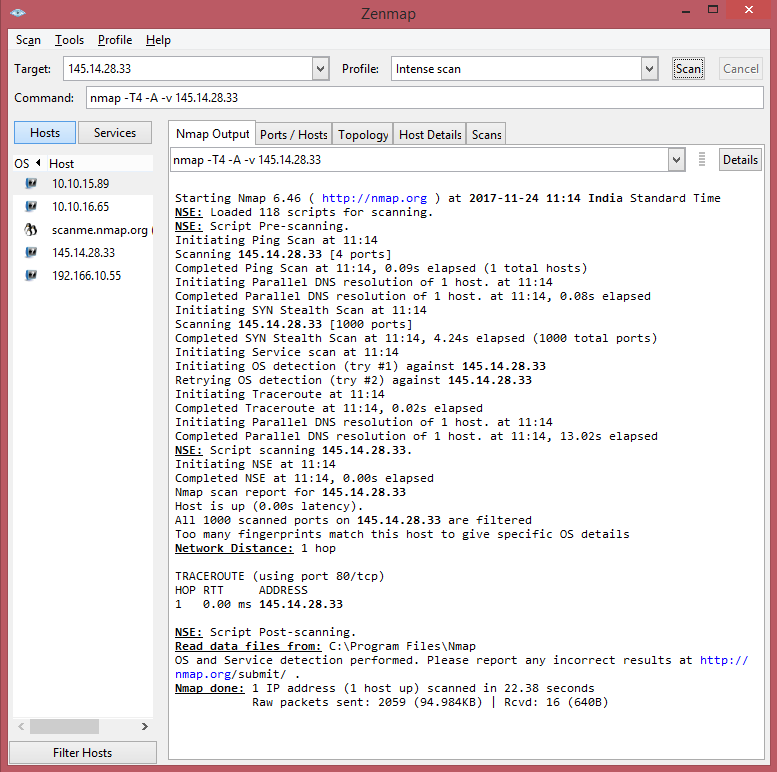 Zenmap
Scan Tools Profile Help
Target: 145.14.28.33 Profile: Intense scan Scan Cancel
Command: nmap -T4 -A -v 145.14.28.33
Hosts Services
OS Host
10.10.15.89
10.10.16.65
scanme.nmap.org (
145.14.28.33
192.166.10.55
Filter Hosts
Nmap Output Ports / Hosts Topology Host Details Scans
nmap -T4 -A -v 145.14.28.33 Details
Starting Nmap 6.46 ( http://nmap.org ) at 2017-11-24 11:14 India Standard Time
NSE: Loaded 118 scripts for scanning.
NSE: Script Pre-scanning.
Initiating Ping Scan at 11:14
Scanning 145.14.28.33 [4 ports]
Completed Ping Scan at 11:14, 0.09s elapsed (1 total hosts)
Initiating Parallel DNS resolution of 1 host. at 11:14
Completed Parallel DNS resolution of 1 host. at 11:14, 0.08s elapsed
Initiating SYN Stealth Scan at 11:14
Scanning 145.14.28.33 [1000 ports]
Completed SYN Stealth Scan at 11:14, 4.24s elapsed (1000 total ports)
Initiating Service scan at 11:14
Initiating OS detection (try #1) against 145.14.28.33
Retrying OS detection (try #2) against 145.14.28.33
Initiating Traceroute at 11:14
Completed Traceroute at 11:14, 0.02s elapsed
Initiating Parallel DNS resolution of 1 host. at 11:14
Completed Parallel DNS resolution of 1 host. at 11:14, 13.02s elapsed
NSE: Script scanning 145.14.28.33.
Initiating NSE at 11:14
Completed NSE at 11:14, 0.00s elapsed
Nmap scan report for 145.14.28.33
Host is up (0.00s latency).
All 1000 scanned ports on 145.14.28.33 are filtered
Too many fingerprints match this host to give specific OS details
Network Distance: 1 hop
TRACEROUTE (using port 80/tcp)
HOP RTT ADDRESS
1 0.00 ms 145.14.28.33
NSE: Script Post-scanning.
Read data files from: C:\Program Files\Nmap
OS and Service detection performed. Please report any incorrect results at http://
nmap.org/submit/ .
Nmap done: 1 IP address (1 host up) scanned in 22.38 seconds
Raw packets sent: 2059 (94.984KB) | Rcvd: 16 (640B)